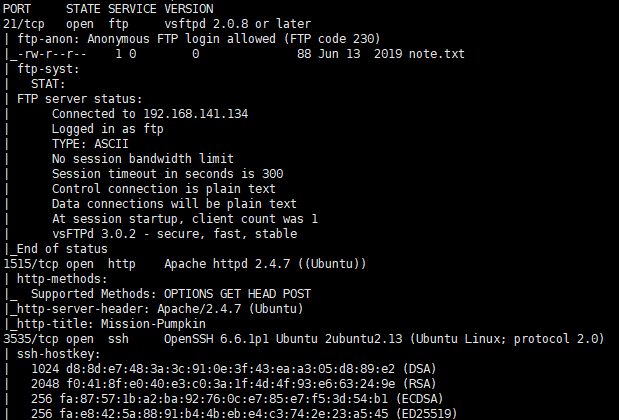 PORT     STATE SERVICE VERSION
21/tcp   open  ftp     vsftpd 2.0.8 or later
| ftp-anon: Anonymous FTP login allowed (FTP code 230)
|_-rw-r--r--    1 0        0              88 Jun 13  2019 note.txt
| ftp-syst:
|   STAT:
| FTP server status:
|      Connected to 192.168.141.134
|      Logged in as ftp
|      TYPE: ASCII
|      No session bandwidth limit
|      Session timeout in seconds is 300
|      Control connection is plain text
|      Data connections will be plain text
|      At session startup, client count was 1
|      vsFTPd 3.0.2 - secure, fast, stable
|_End of status
1515/tcp open  http    Apache httpd 2.4.7 ((Ubuntu))
| http-methods:
|_  Supported Methods: OPTIONS GET HEAD POST
|_http-server-header: Apache/2.4.7 (Ubuntu)
|_http-title: Mission-Pumpkin
3535/tcp open  ssh     OpenSSH 6.6.1p1 Ubuntu 2ubuntu2.13 (Ubuntu Linux; protocol 2.0)
| ssh-hostkey:
|   1024 d8:8d:e7:48:3a:3c:91:0e:3f:43:ea:a3:05:d8:89:e2 (DSA)
|   2048 f0:41:8f:e0:40:e3:c0:3a:1f:4d:4f:93:e6:63:24:9e (RSA)
|   256 fa:87:57:1b:a2:ba:92:76:0c:e7:85:e7:f5:3d:54:b1 (ECDSA)
|   256 fa:e8:42:5a:88:91:b4:4b:eb:e4:c3:74:2e:23:a5:45 (ED25519)